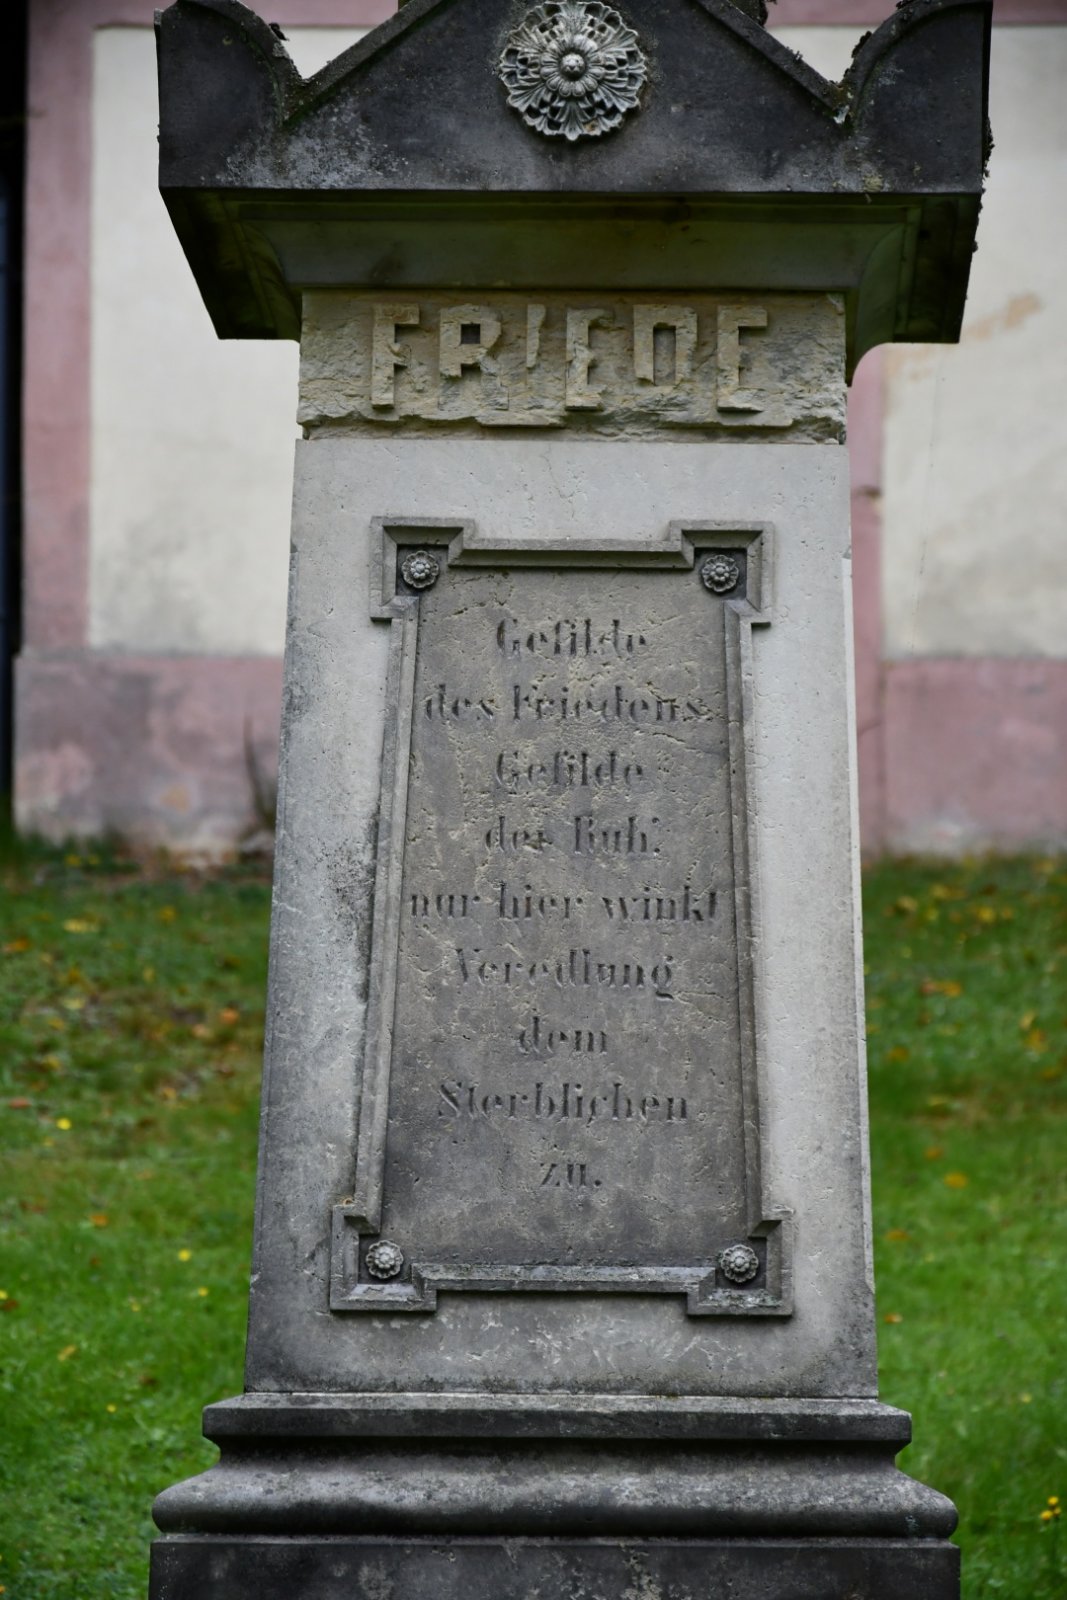 FRIEDE
Gefilde
des Friedens
Gefilde
der Ruh'
nur hier winkt
Veredlung
dem
Sterblichen
zu.